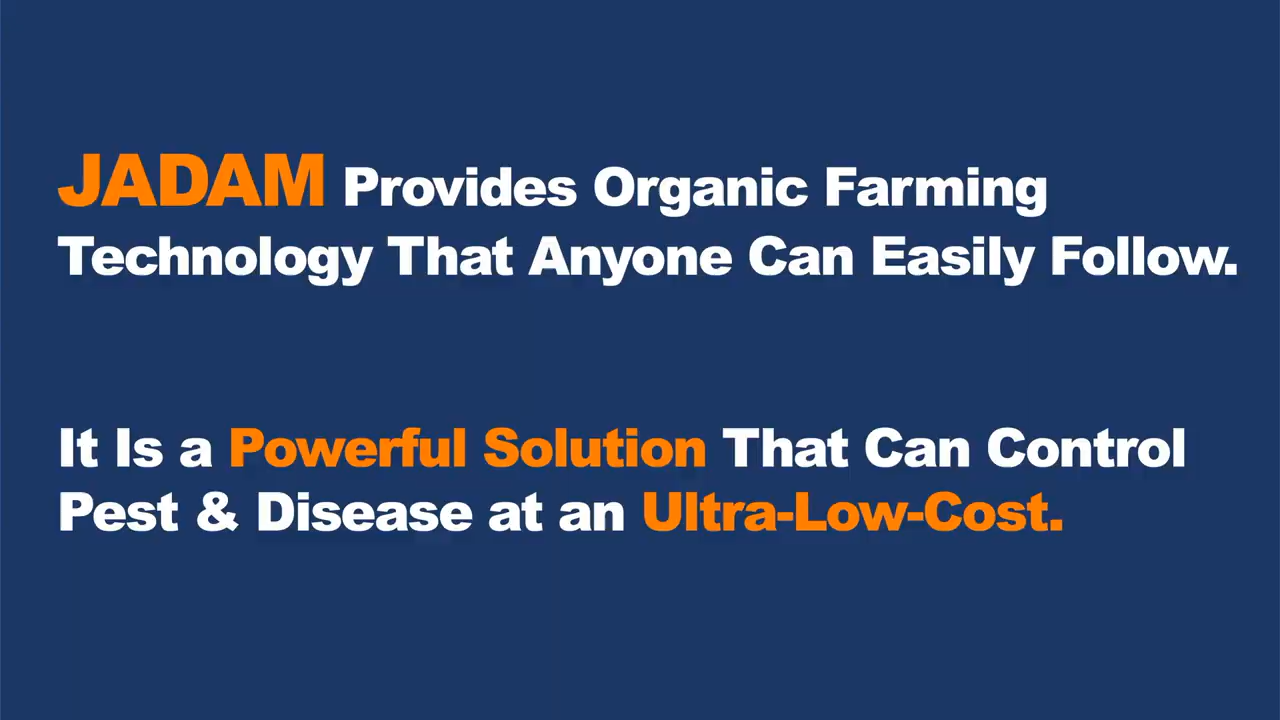 JADAM Provides Organic Farming
Technology That Anyone Can Easily Follow.
It Is a Powerful Solution That Can Control
Pest & Disease at an Ultra-Low-Cost.